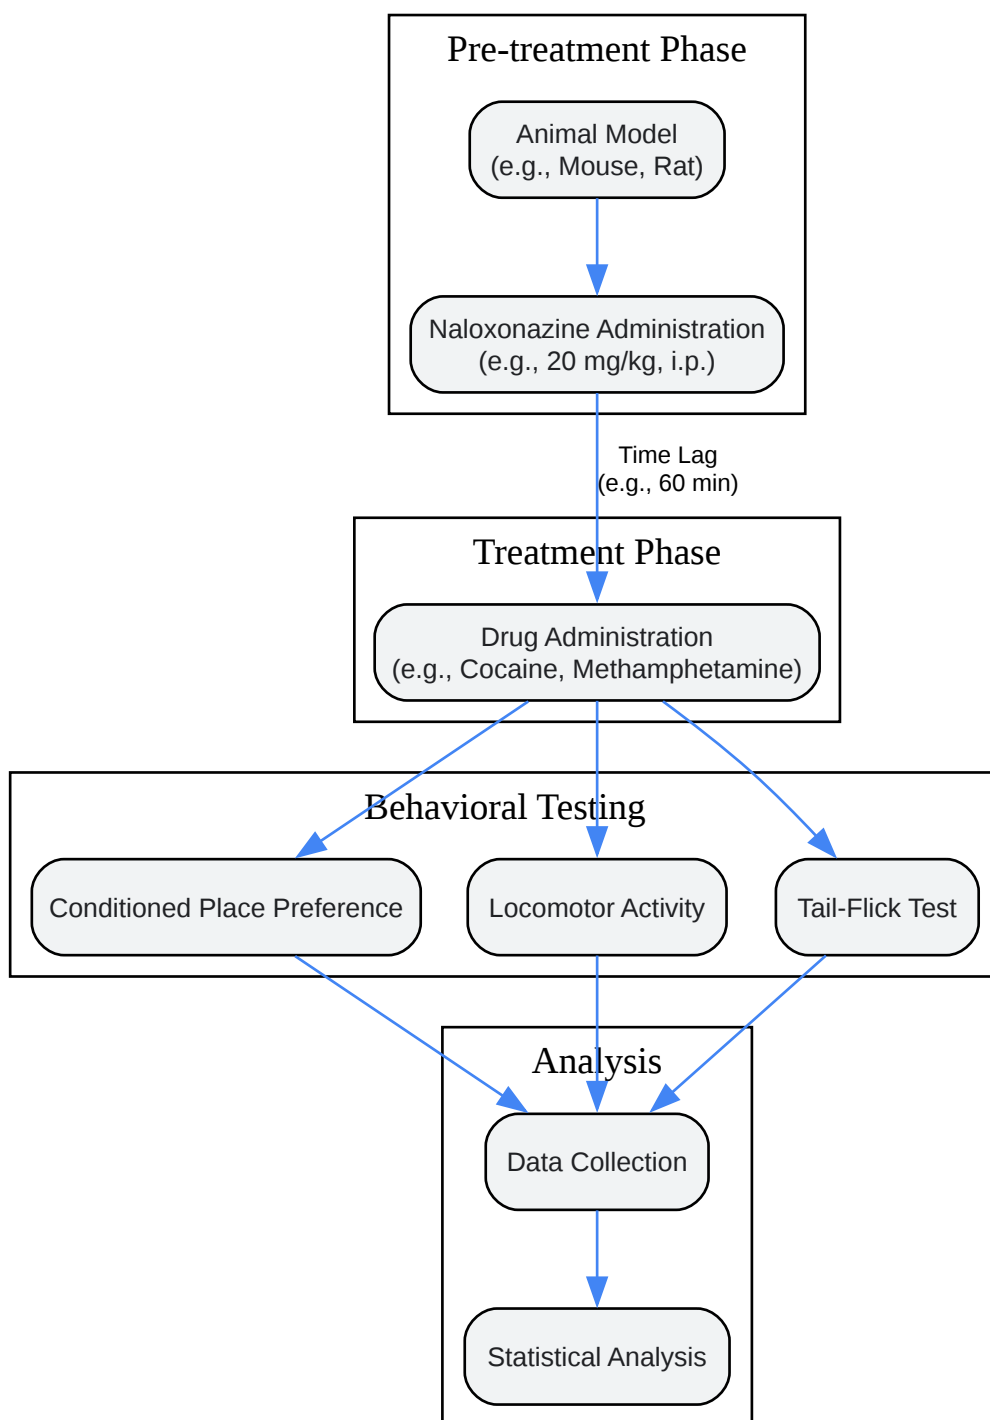 Pre-treatment Phase
Animal Model
(e.g., Mouse, Rat)
Naloxonazine Administration
(e.g., 20 mg/kg, i.p.)
Time Lag
(e.g., 60 min)
Treatment Phase
Drug Administration
(e.g., Cocaine, Methamphetamine)
Behavioral Testing
Conditioned Place Preference
Locomotor Activity
Tail-Flick Test
Analysis
Data Collection
Statistical Analysis